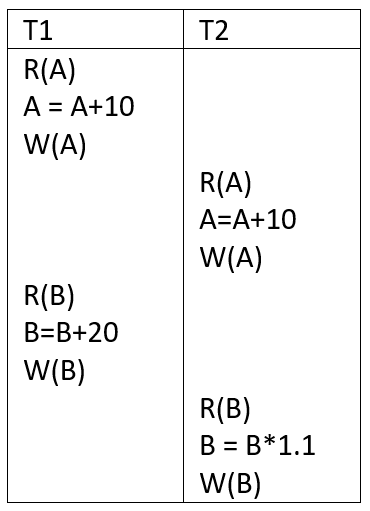 T1 T2
R(A)
A = A+10
W(A)
R(A)
A=A+10
W(A)
R(B)
B=B+20
W(B)
R(B)
B = B*1.1
W(B)